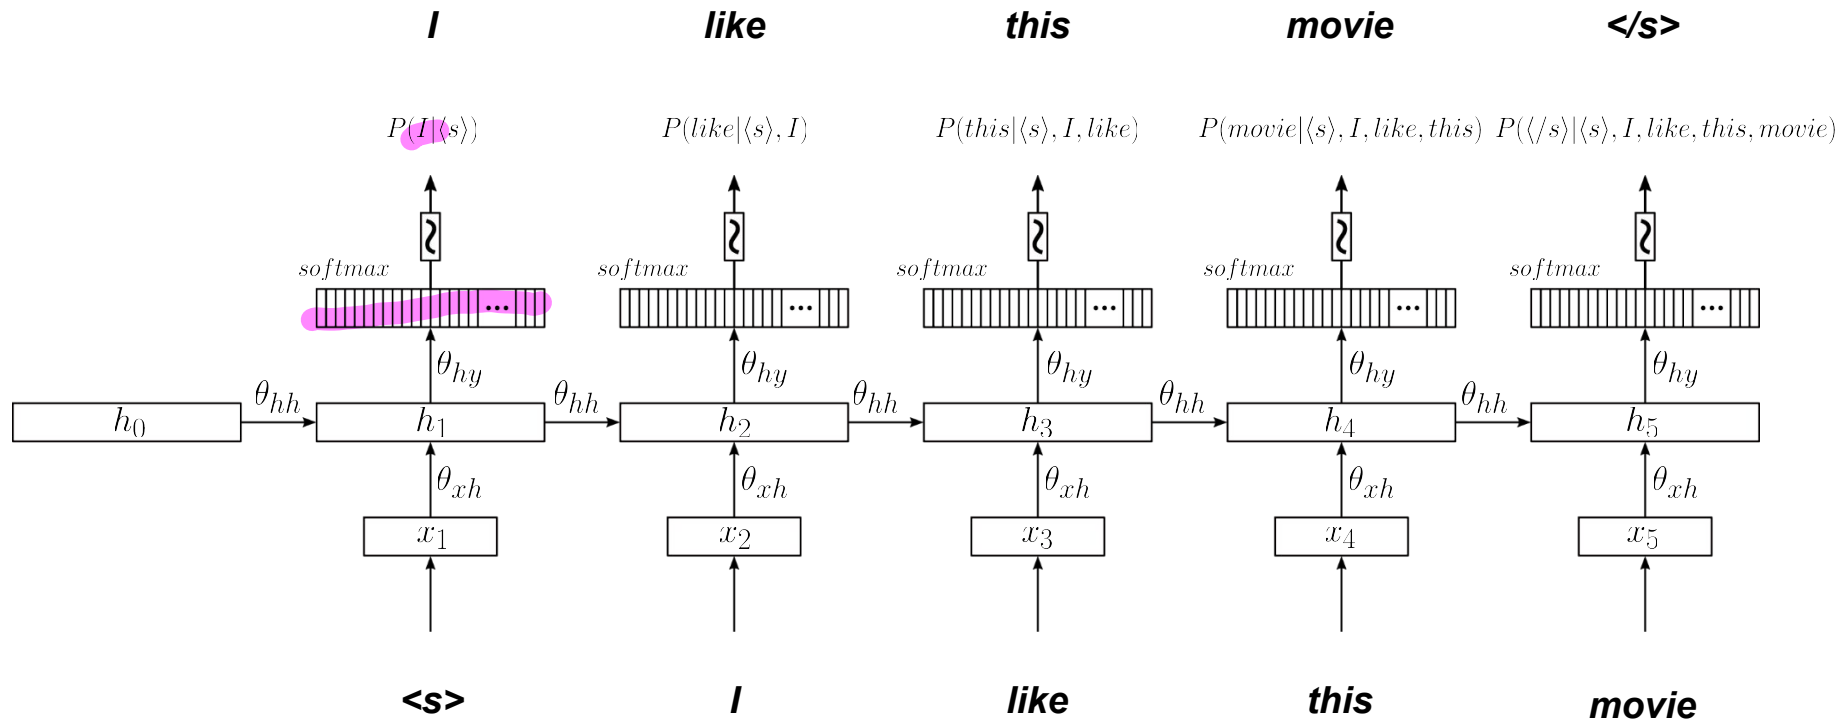 I like this movie </s>
P(I|⟨s⟩) P(like|⟨s⟩, I) P(this|⟨s⟩, I, like) P(movie|⟨s⟩, I, like, this) P(⟨/s⟩|⟨s⟩, I, like, this, movie)
softmax softmax softmax softmax softmax
... ... ... ... ...
θhy θhy θhy θhy θhy
θhh θhh θhh θhh θhh
h0 h1 h2 h3 h4 h5
θxh θxh θxh θxh θxh
x1 x2 x3 x4 x5
<s> I like this movie